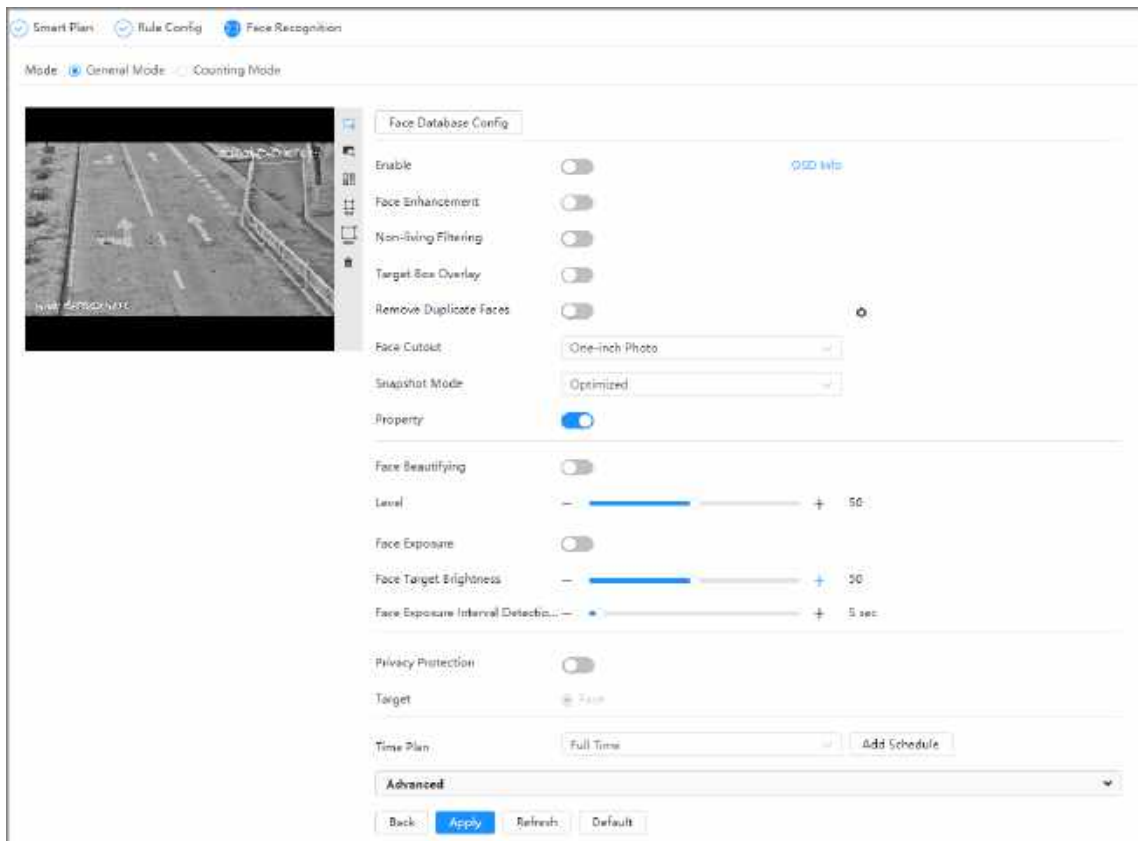 Smart Plan Rule Config Face Recognition
Mode General Mode Counting Mode
Face Database Config
Enable OSD Info
Face Enhancement
Non-living Filtering
Target Box Overlay
Remove Duplicate Faces
Face Cutout One-inch Photo
Snapshot Mode Optimized
Property
Face Beautifying
Level 50
Face Exposure
Face Target Brightness 50
Face Exposure Interval Detectio... 5 sec
Privacy Protection
Target Face
Time Plan Full Time Add Schedule
Advanced
Back Apply Refresh Default